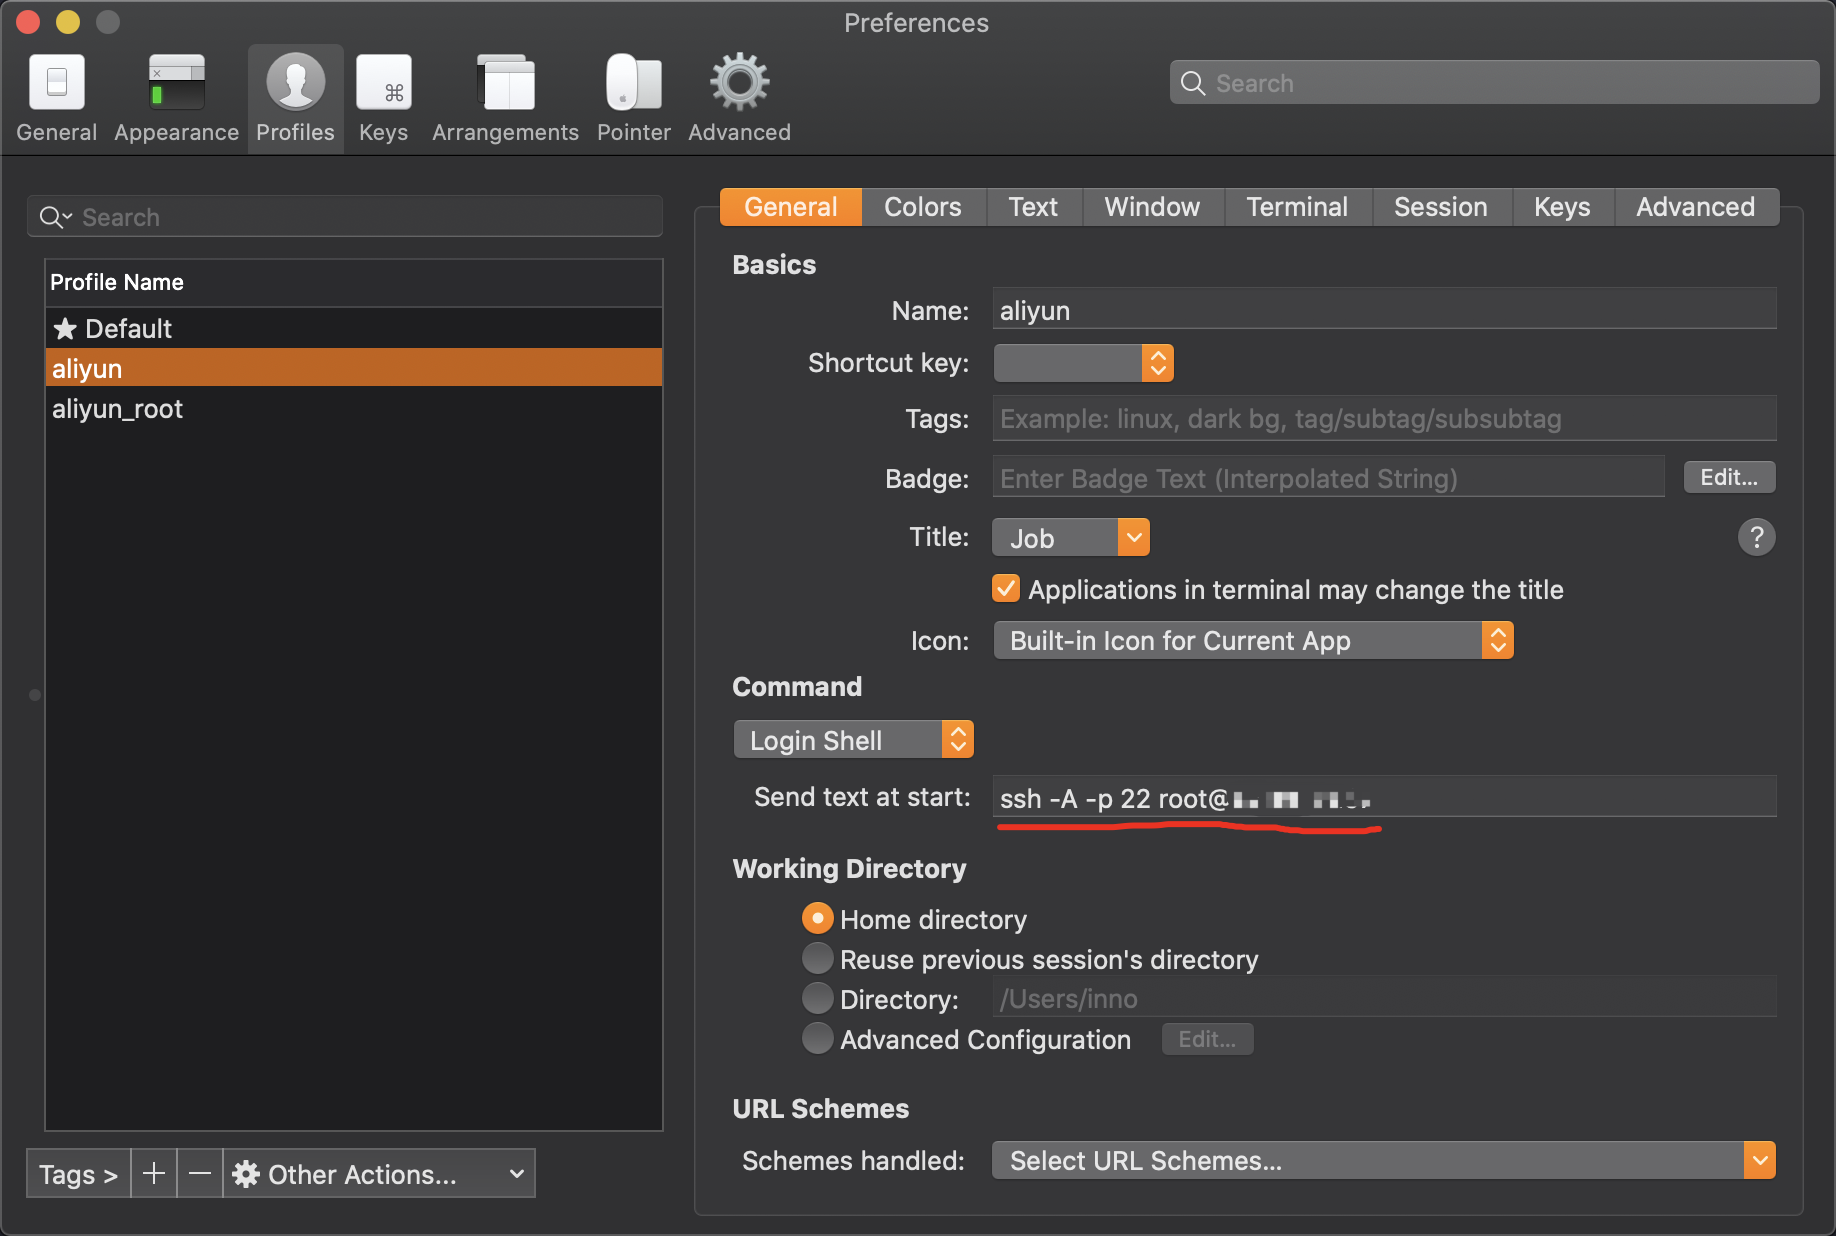 Preferences
General Appearance Profiles Keys Arrangements Pointer Advanced
Search
Search
Profile Name
Default
aliyun
aliyun_root
Tags > + — Other Actions...
General Colors Text Window Terminal Session Keys Advanced
Basics
Name: aliyun
Shortcut key:
Tags: Example: linux, dark bg, tag/subtag/subsubtag
Badge: Enter Badge Text (Interpolated String) Edit...
Title: Job ?
Applications in terminal may change the title
Icon: Built-in Icon for Current App
Command
Login Shell
Send text at start: ssh -A -p 22 root@
Working Directory
Home directory
Reuse previous session's directory
Directory: /Users/inno
Advanced Configuration Edit...
URL Schemes
Schemes handled: Select URL Schemes...